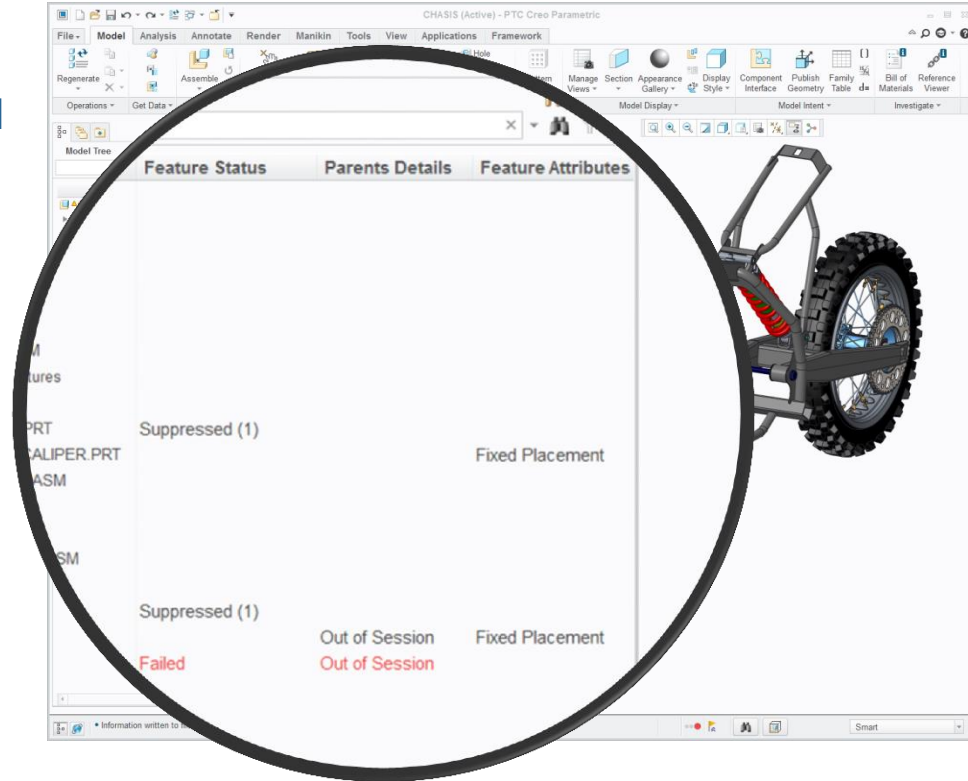 CHASIS (Active) - PTC Creo Parametric
File Model Analysis Annotate Render Manikin Tools View Applications Framework
Hole
Regenerate
Assemble
Manage Views
Section
Appearance Gallery
Display Style
Component Interface
Publish Geometry
Family Table
d=
Bill of Materials
Reference Viewer
Operations Get Data Model Display Model Intent Investigate
Model Tree
Feature Status Parents Details Feature Attributes
M
tures
PRT Suppressed (1)
CALIPER.PRT Fixed Placement
ASM
SM
Suppressed (1)
Out of Session Fixed Placement
Failed Out of Session
• Information written to
Smart